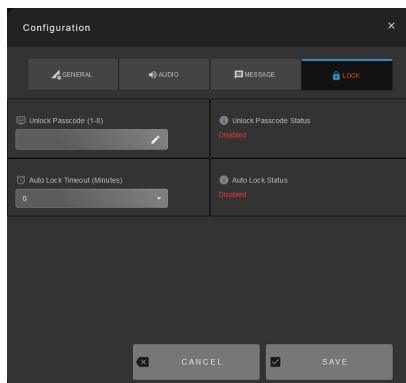 Configuration
GENERAL
AUDIO
MESSAGE
LOCK
Unlock Passcode (1-8)
Unlock Passcode Status
Disabled
Auto Lock Timeout (Minutes)
0
Auto Lock Status
Disabled
CANCEL
SAVE